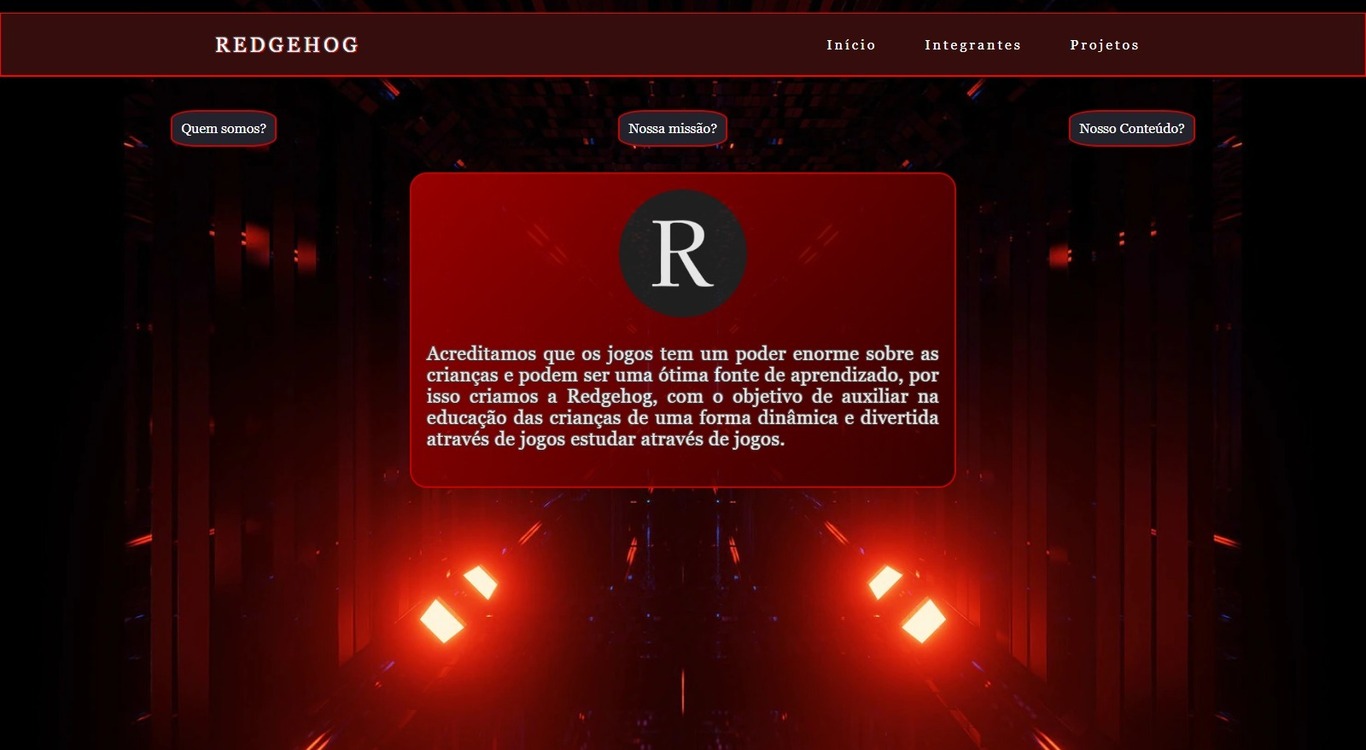 REDGEHOG
Início Integrantes Projetos
Quem somos? Nossa missão? Nosso Conteúdo?
R
Acreditamos que os jogos tem um poder enorme sobre as
crianças e podem ser uma ótima fonte de aprendizado, por
isso criamos a Redgehog, com o objetivo de auxiliar na
educação das crianças de uma forma dinâmica e divertida
através de jogos estudar através de jogos.